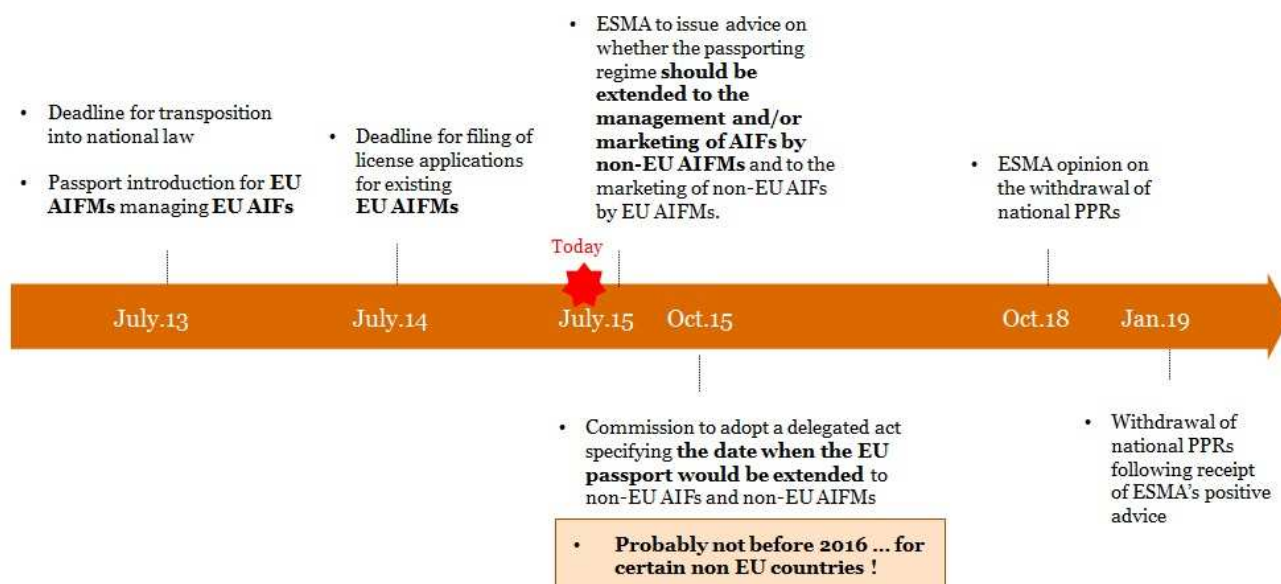 • Deadline for transposition
into national law
• Passport introduction for EU
AIFMs managing EU AIFs
• Deadline for filing of
license applications
for existing
EU AIFMs
• ESMA to issue advice on
whether the passporting
regime should be
extended to the
management and/or
marketing of AIFs by
non-EU AIFMs and to the
marketing of non-EU AIFs
by EU AIFMs.
• ESMA opinion on
the withdrawal of
national PPRs
Today
July.13
July.14
July.15
Oct.15
Oct.18
Jan.19
• Commission to adopt a delegated act
specifying the date when the EU
passport would be extended to
non-EU AIFs and non-EU AIFMs
• Probably not before 2016 ... for
certain non EU countries !
• Withdrawal of
national PPRs
following receipt
of ESMA's positive
advice